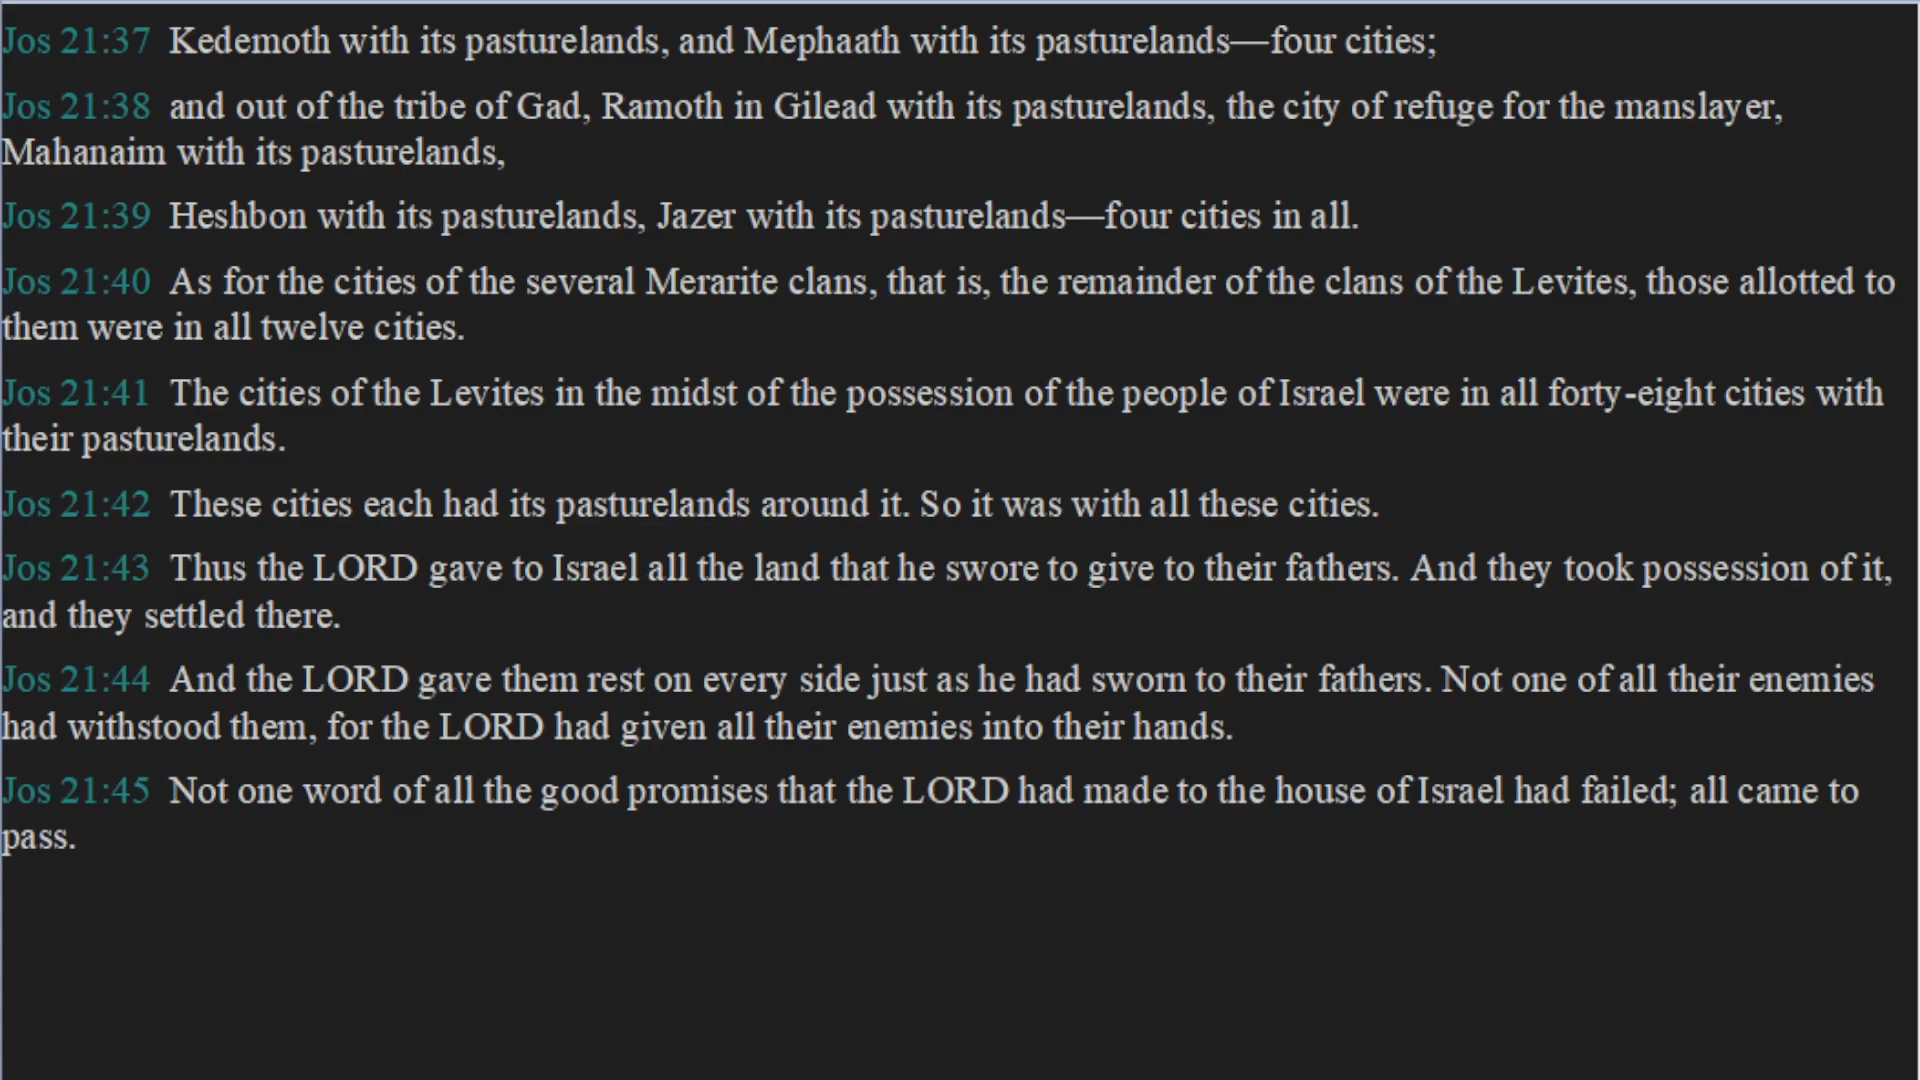 Jos 21:37 Kedemoth with its pasturelands, and Mephaath with its pasturelands—four cities;
Jos 21:38 and out of the tribe of Gad, Ramoth in Gilead with its pasturelands, the city of refuge for the manslayer,
Mahanaim with its pasturelands,
Jos 21:39 Heshbon with its pasturelands, Jazer with its pasturelands—four cities in all.
Jos 21:40 As for the cities of the several Merarite clans, that is, the remainder of the clans of the Levites, those allotted to
them were in all twelve cities.
Jos 21:41 The cities of the Levites in the midst of the possession of the people of Israel were in all forty-eight cities with
their pasturelands.
Jos 21:42 These cities each had its pasturelands around it. So it was with all these cities.
Jos 21:43 Thus the LORD gave to Israel all the land that he swore to give to their fathers. And they took possession of it,
and they settled there.
Jos 21:44 And the LORD gave them rest on every side just as he had sworn to their fathers. Not one of all their enemies
had withstood them, for the LORD had given all their enemies into their hands.
Jos 21:45 Not one word of all the good promises that the LORD had made to the house of Israel had failed; all came to
pass.